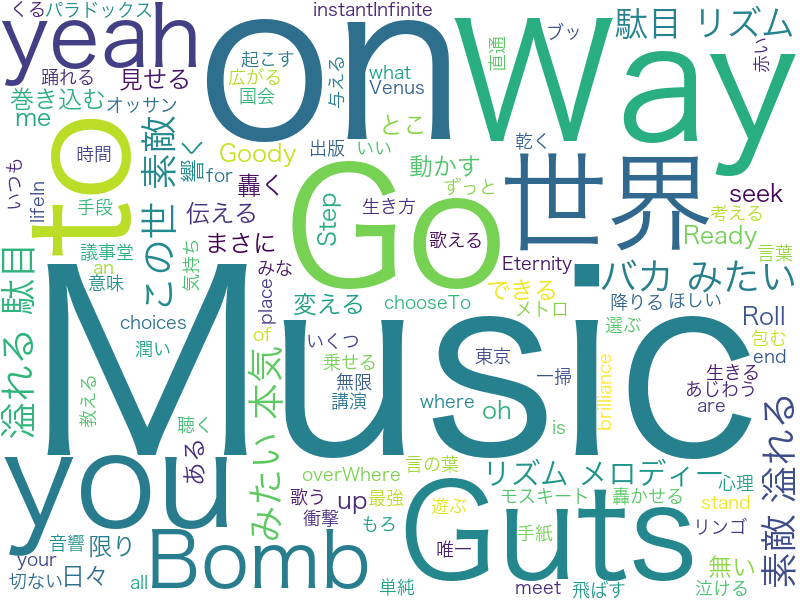 くる
パラドックス
instantInfinite
ブッ
赤い
yeah
on
Way
駄目 リズム
踊れる
見せる
起こす
広がる
国会
与える
what
Venus
直通
巻き込む
オッサン
me
to
時間
素敵
響く
Goody
for
出版
いい
とこ
乾く
世界
いつも
lifeIn
手段
轟く
Go
動かす
ずっと
seek
溢れる 駄目
この世
伝える
Step
生き方
考える
議事堂
an
意味
気持ち
まさに
歌える
Ready
言葉
みな
Eternity
バカ みたい
Music
place
変える
chooseTo
できる
メトロ
降りる
ほしい
choices
of
いくつ
選ぶ
Roll
包む
潤い
乗せる
end
みたい 本気
無限
東京
一掃
brilliance
生きる
あじわう
教える
講演
where
oh
is
are
聴く
you
ある
overWhere
言の葉
リズム メロディー
心理
素敵 溢れる
歌う
up
最強
Guts
モスキート
轟かせる
stand
衝撃
遊ぶ
手紙
リンゴ
your
音響
限り
Bomb
もろ
唯一
無い
切ない
日々
all
単純
meet
飛ばす
泣ける